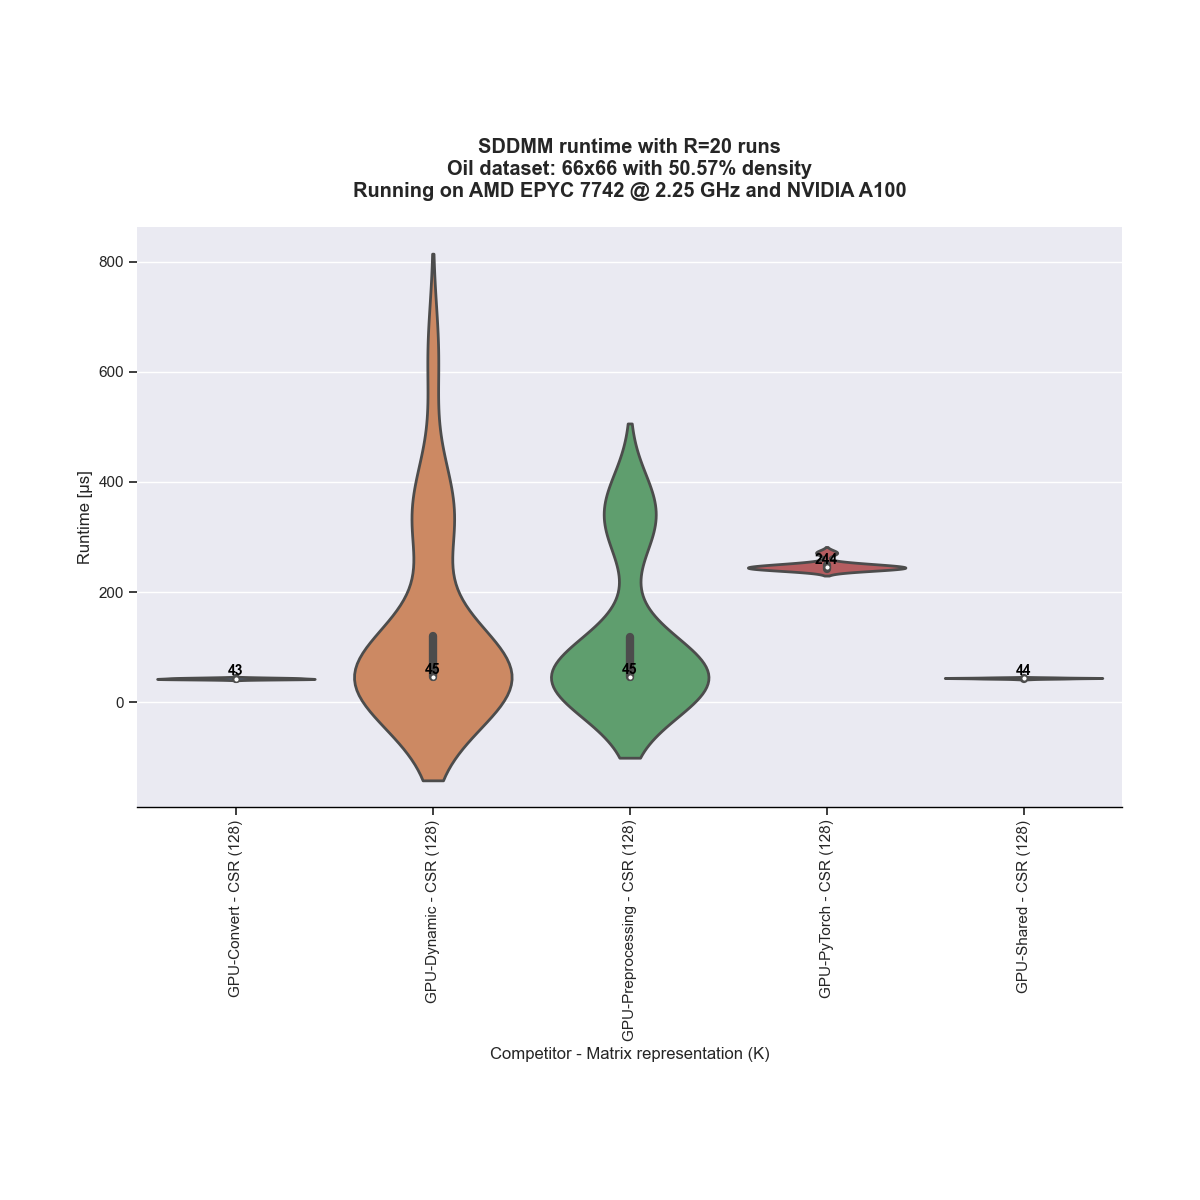 SDDMM runtime with R=20 runs
Oil dataset: 66x66 with 50.57% density
Running on AMD EPYC 7742 @ 2.25 GHz and NVIDIA A100
Runtime [µs]
800
600
400
200
0
43
45
45
244
44
GPU-Convert - CSR (128)
GPU-Dynamic - CSR (128)
GPU-Preprocessing - CSR (128)
GPU-PyTorch - CSR (128)
GPU-Shared - CSR (128)
Competitor - Matrix representation (K)